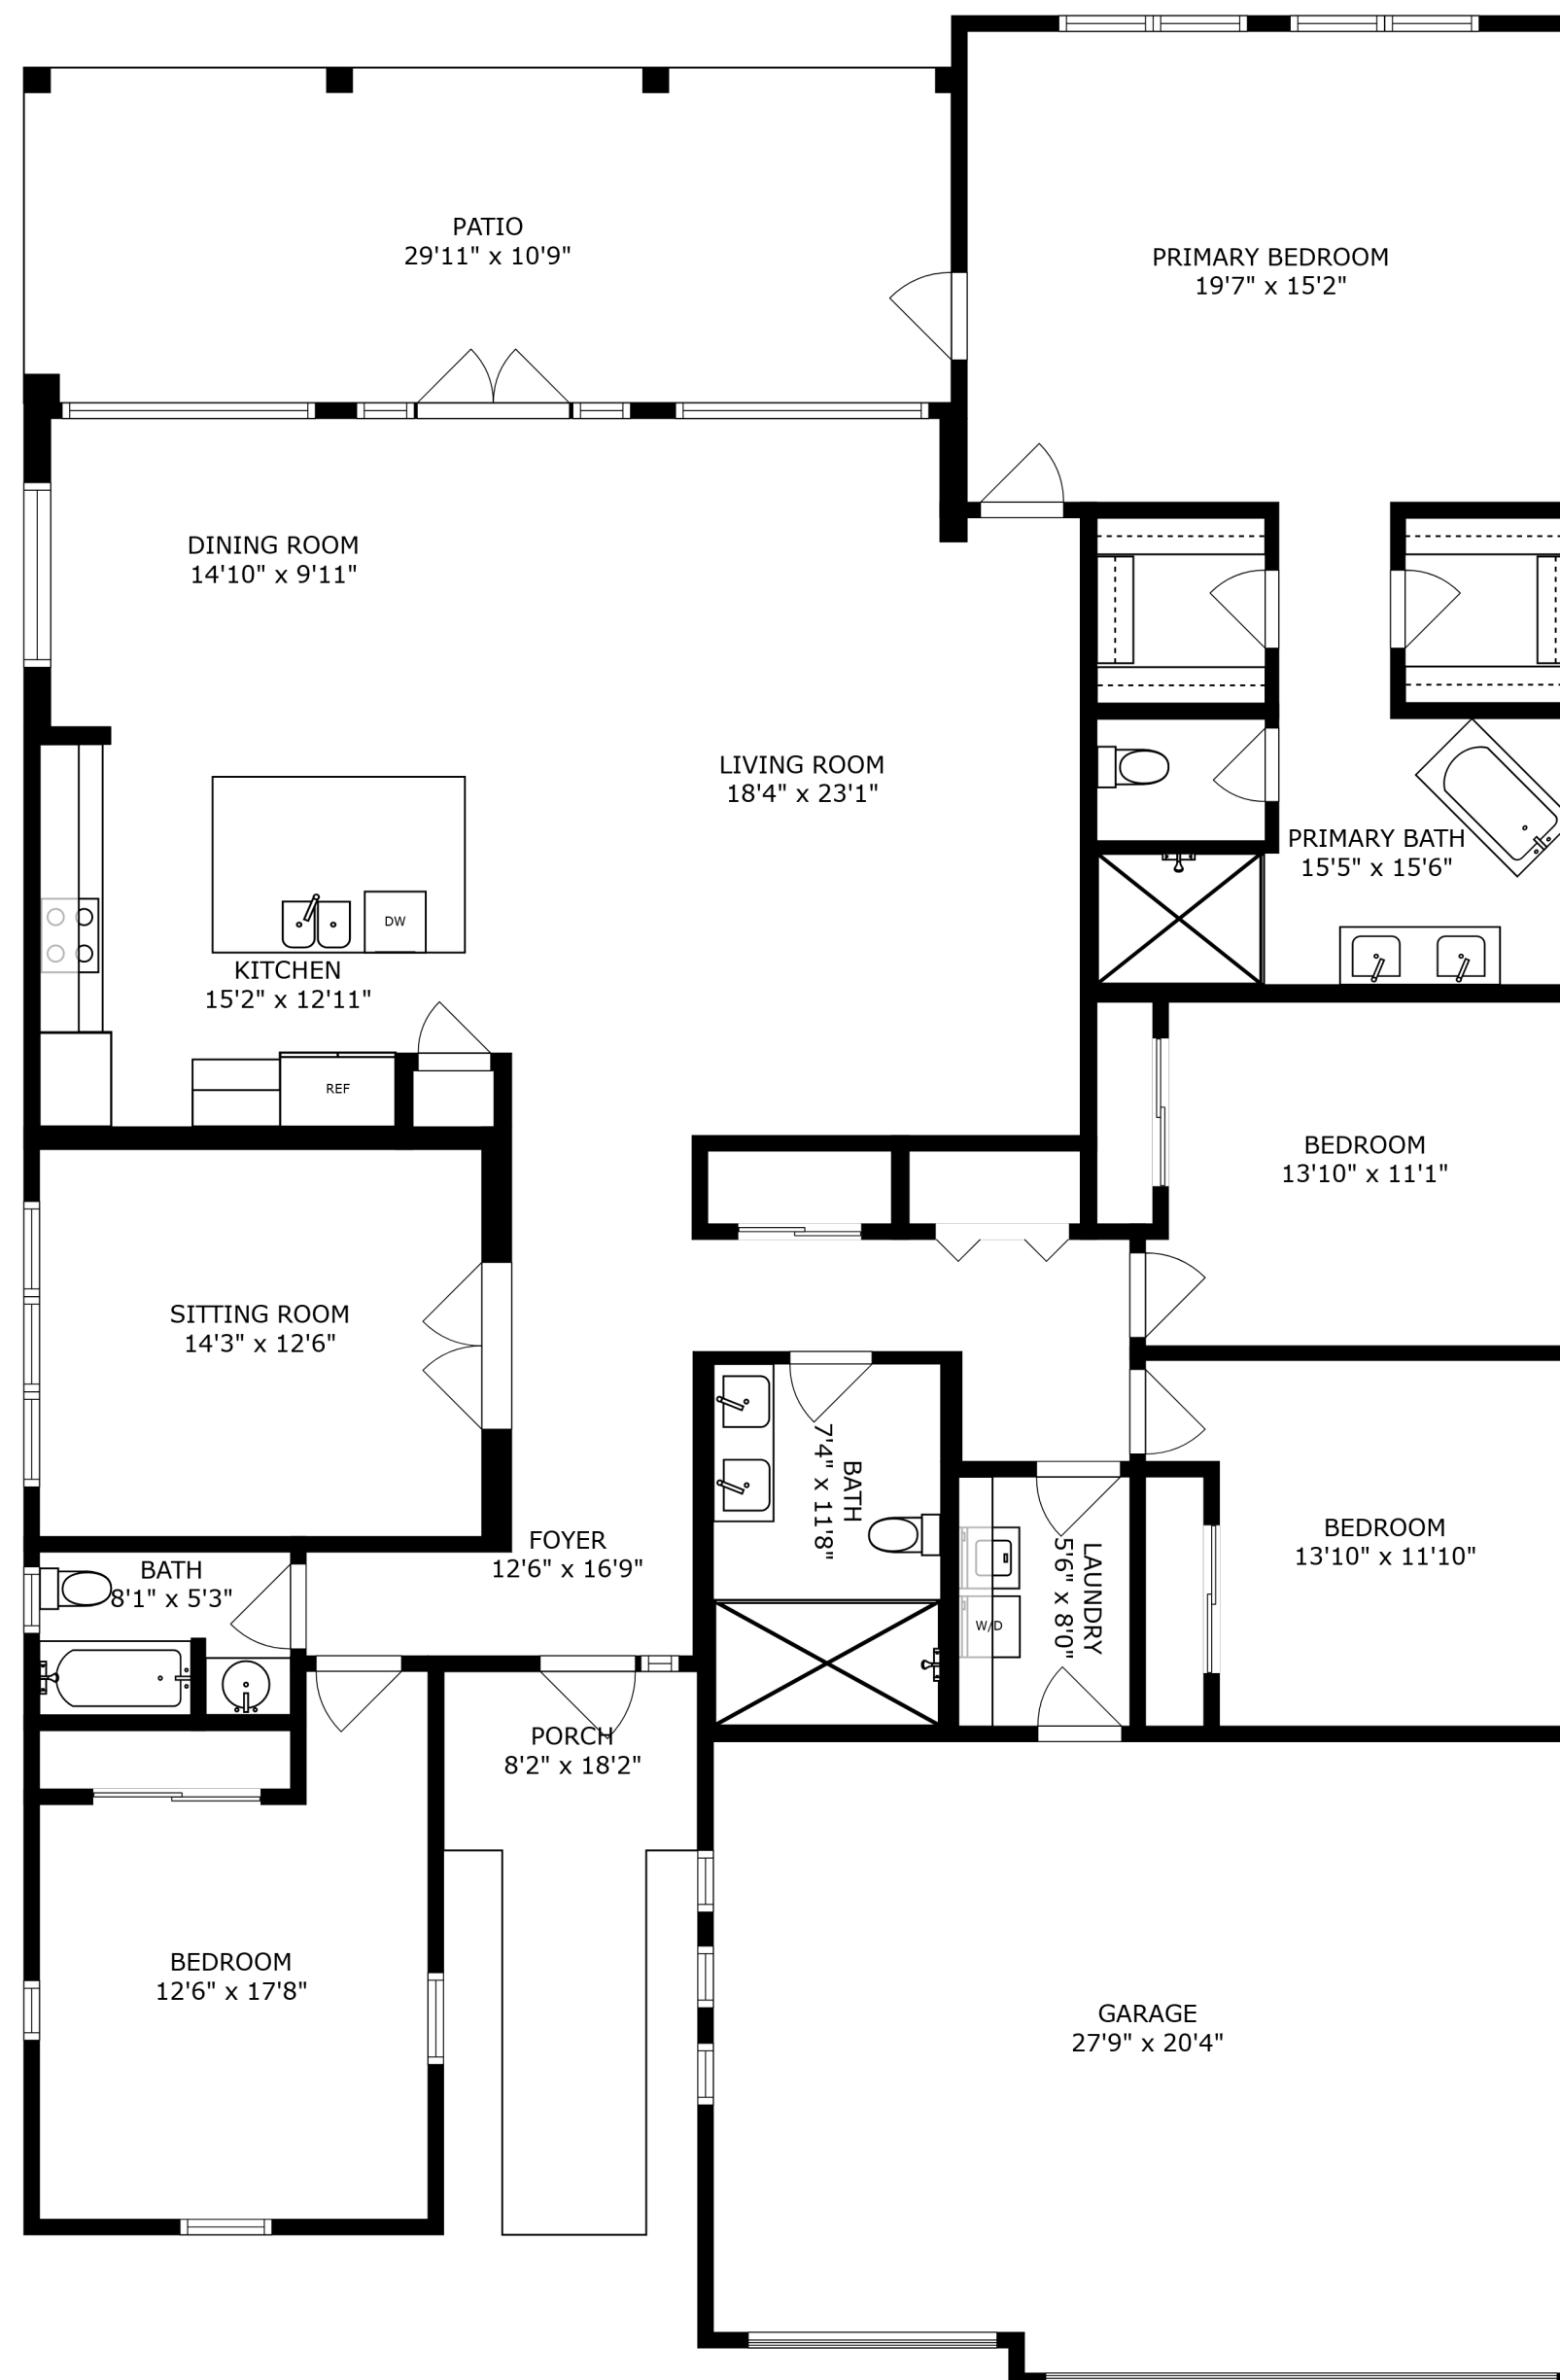 PATIO
29'11" x 10'9"
PRIMARY BEDROOM
19'7" x 15'2"
DINING ROOM
14'10" x 9'11"
LIVING ROOM
18'4" x 23'1"
PRIMARY BATH
15'5" x 15'6"
DW
KITCHEN
15'2" x 12'11"
REF
BEDROOM
13'10" x 11'1"
SITTING ROOM
14'3" x 12'6"
BATH
7'4" x 11'8"
FOYER
12'6" x 16'9"
BEDROOM
13'10" x 11'10"
BATH
8'1" x 5'3"
LAUNDRY
5'6" x 8'0"
W/D
PORCH
8'2" x 18'2"
BEDROOM
12'6" x 17'8"
GARAGE
27'9" x 20'4"